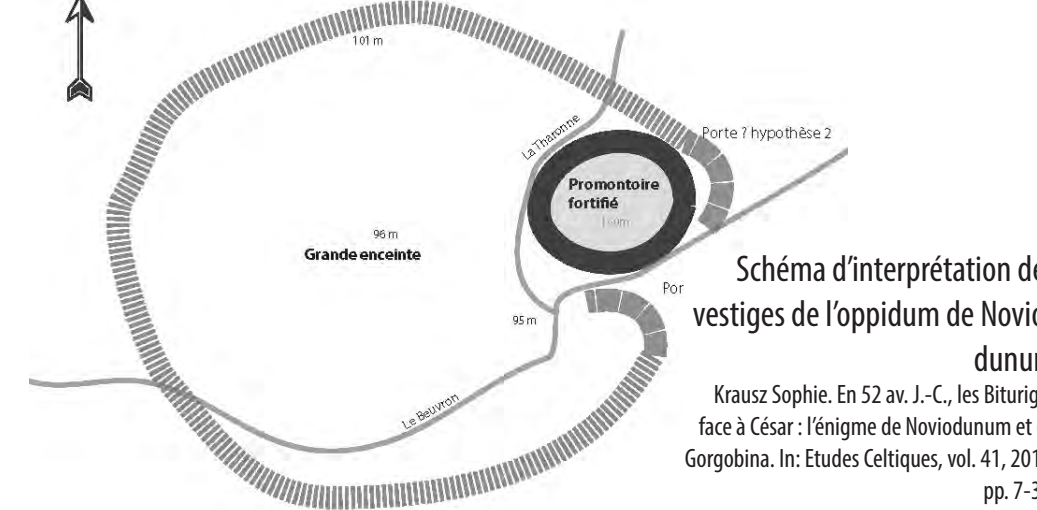 101 m
La Tharonne
Porte ? hypothèse 2
Promontoire
fortifié
96 m
Grande enceinte
Por
95 m
Le Beuvron
Schéma d’interprétation de
vestiges de l’oppidum de Novio
dunu
Krausz Sophie. En 52 av. J.-C., les Biturig
face à César : l’énigme de Noviodunum et
Gorgobina. In: Etudes Celtiques, vol. 41, 201
pp. 7-3